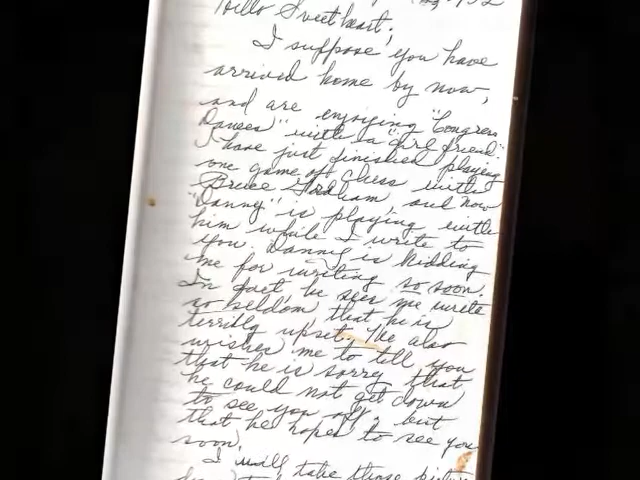 Hello Sweetheart;
I suppose you have
arrived home by now,
and are enjoying "Congress
Dances" with a "girl friend".
I have just finished playing
one game of chess with
Bruce Graham, and now
"Danny" is playing with
him while I write to
you. Danny is kidding
me for writing so soon.
In fact he sees me write
so seldom, that he is
terribly upset. He also
wishes me to tell you
that he is sorry that
he could not get down
to see you off, but
that he hopes to see you
soon.
I will take those